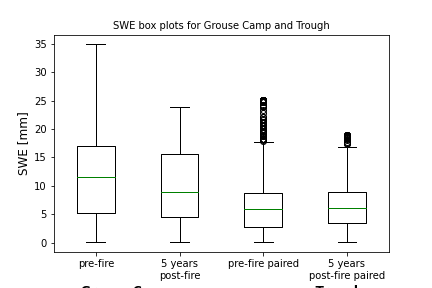 SWE box plots for Grouse Camp and Trough
SWE [mm]
35
30
25
20
15
10
5
0
pre-fire
5 years
post-fire
pre-fire paired
5 years
post-fire paired